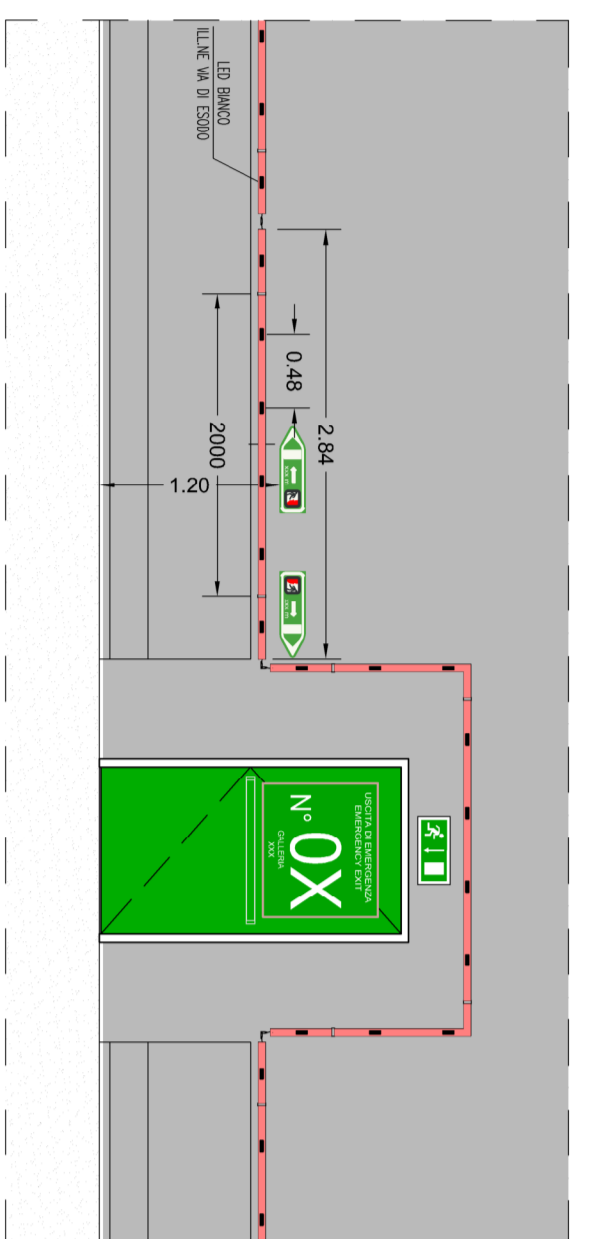 LED BIANCO
ILL.NE VIA DI ESODO
2.84
0.48
2000
1.20
USCITA DI EMERGENZA
EMERGENCY EXIT
N° 0X
GALLERIA
XXX